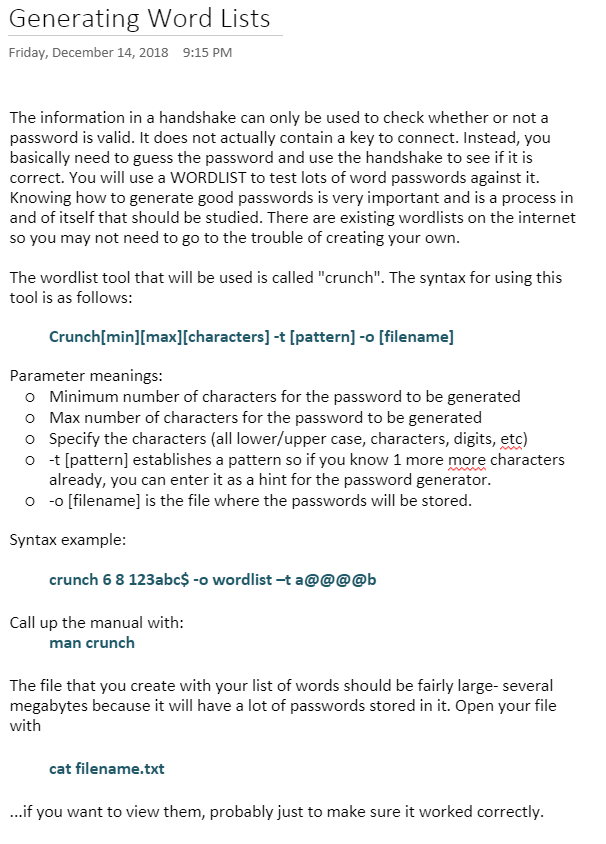 Generating Word Lists
Friday, December 14, 2018 9:15 PM
The information in a handshake can only be used to check whether or not a
password is valid. It does not actually contain a key to connect. Instead, you
basically need to guess the password and use the handshake to see if it is
correct. You will use a WORDLIST to test lots of word passwords against it.
Knowing how to generate good passwords is very important and is a process in
and of itself that should be studied. There are existing wordlists on the internet
so you may not need to go to the trouble of creating your own.
The wordlist tool that will be used is called "crunch". The syntax for using this
tool is as follows:
Crunch[min][max][characters] -t [pattern] -o [filename]
Parameter meanings:
o Minimum number of characters for the password to be generated
o Max number of characters for the password to be generated
o Specify the characters (all lower/upper case, characters, digits, etc)
o -t [pattern] establishes a pattern so if you know 1 more more characters
already, you can enter it as a hint for the password generator.
o -o [filename] is the file where the passwords will be stored.
Syntax example:
crunch 6 8 123abc$ -o wordlist –t a@@@@b
Call up the manual with:
man crunch
The file that you create with your list of words should be fairly large- several
megabytes because it will have a lot of passwords stored in it. Open your file
with
cat filename.txt
...if you want to view them, probably just to make sure it worked correctly.